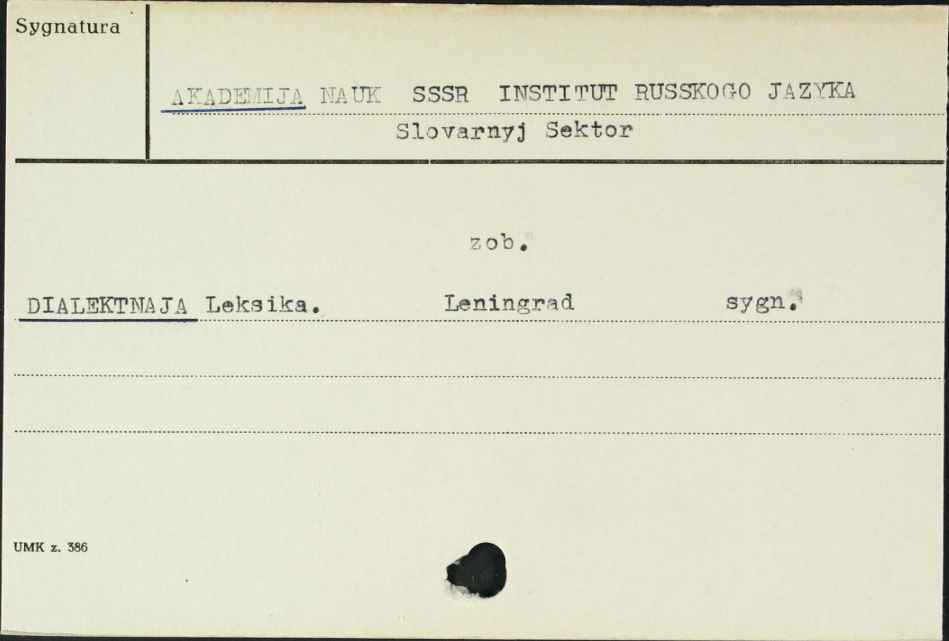 Sygnatura
AKADEMIJA NAUK SSSR INSTITUT RUSSKOGO JAZYKA
Slovarnyj Sektor
zob.
DIALEKTNAJA Leksika. Leningrad sygn.
UMK z. 386